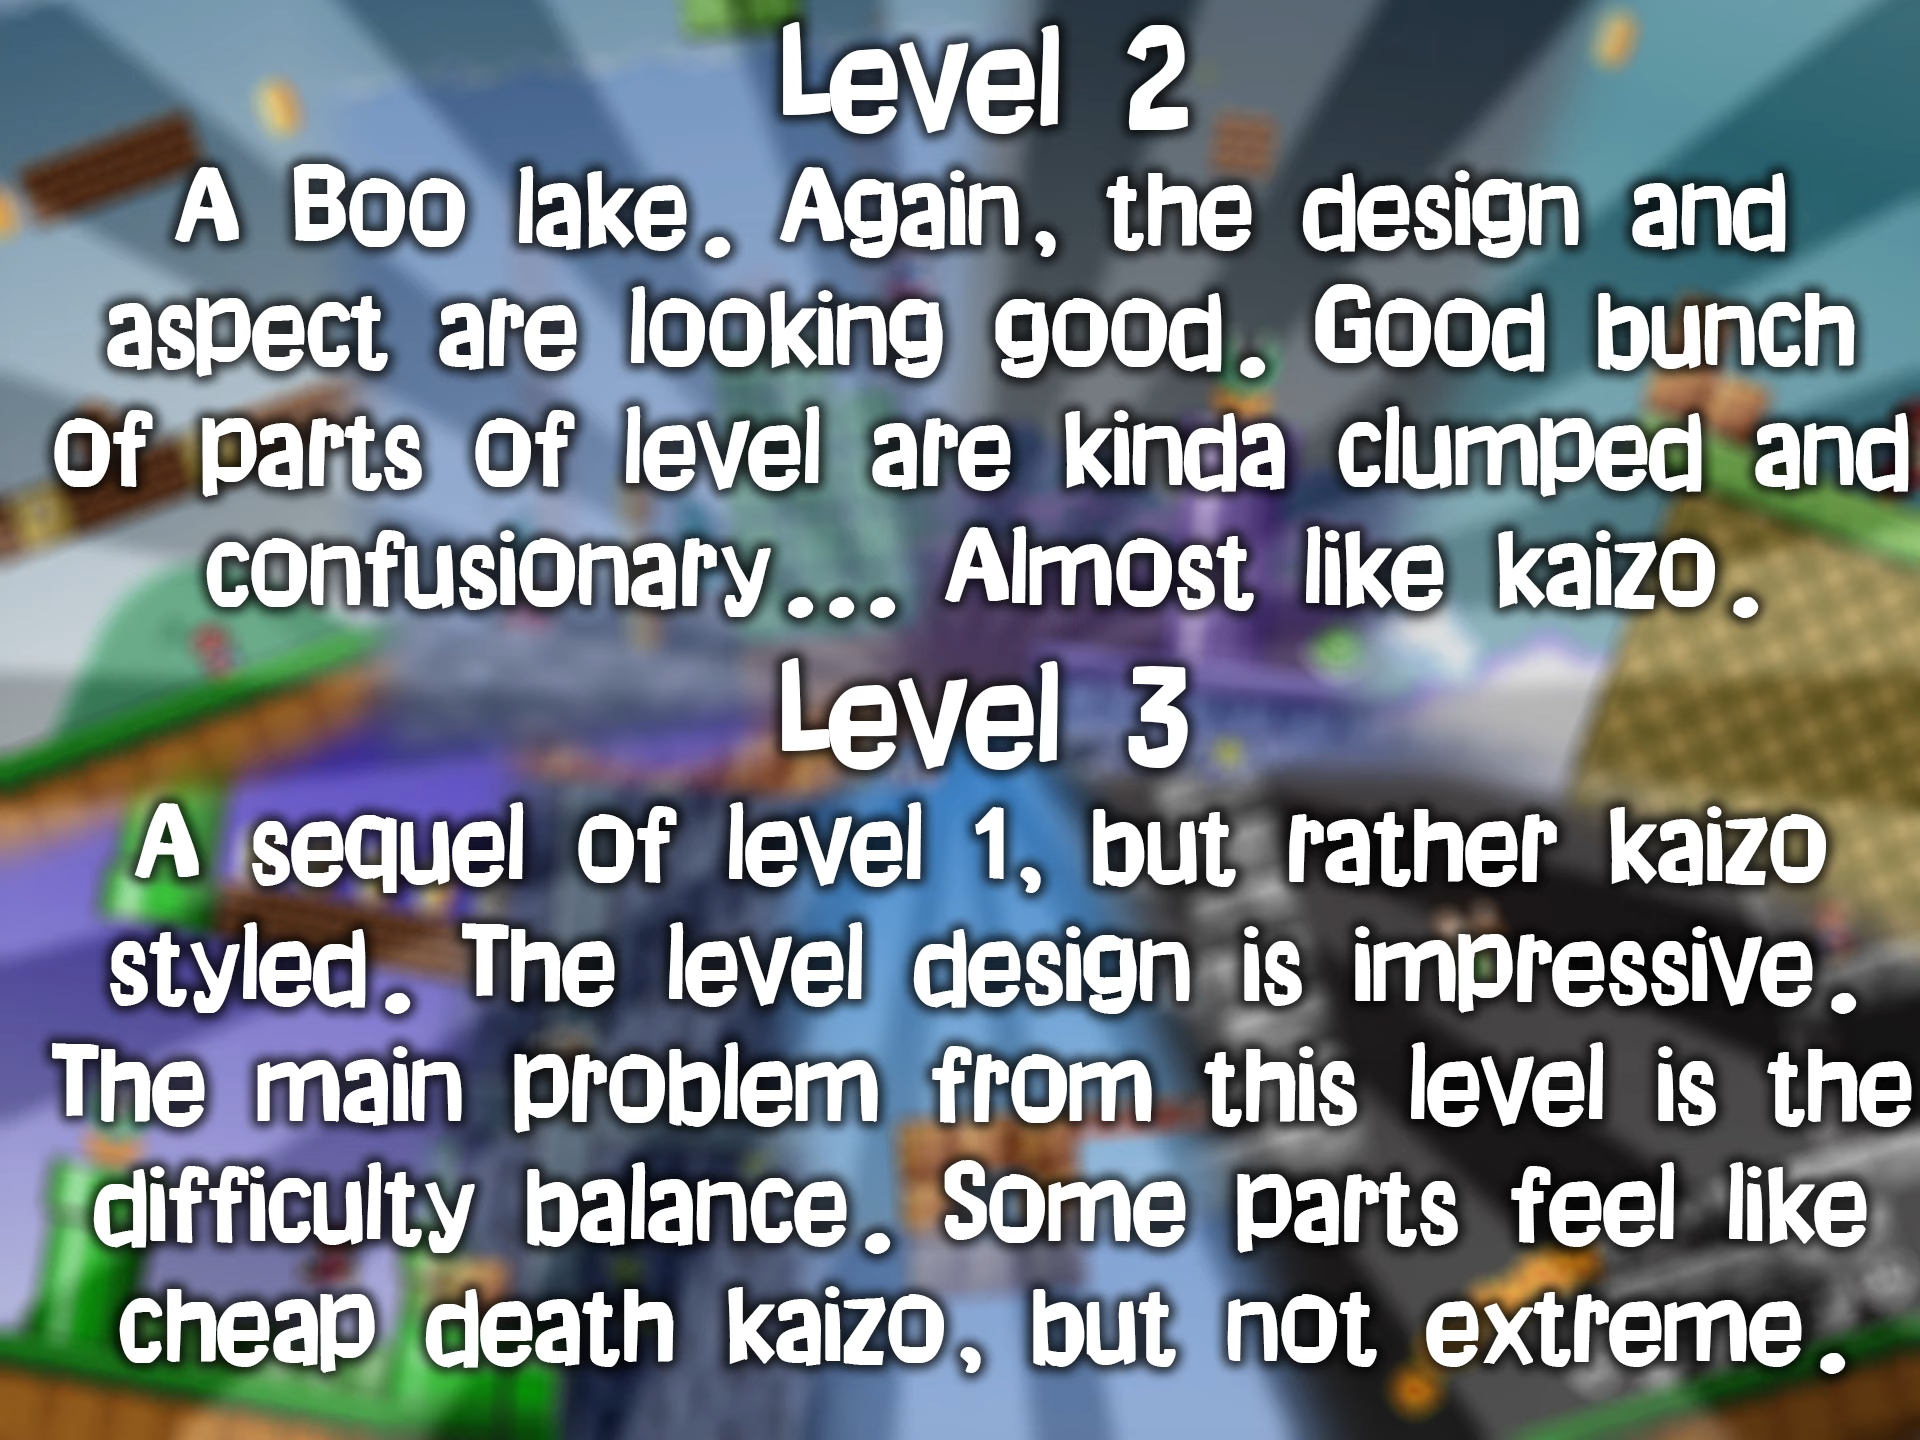 Level 2
A Boo lake. Again, the design and
aspect are looking good. Good bunch
of parts of level are kinda clumped and
confusionary... Almost like kaizo.
Level 3
A sequel of level 1, but rather kaizo
styled. The level design is impressive.
The main problem from this level is the
difficulty balance. Some parts feel like
cheap death kaizo, but not extreme.